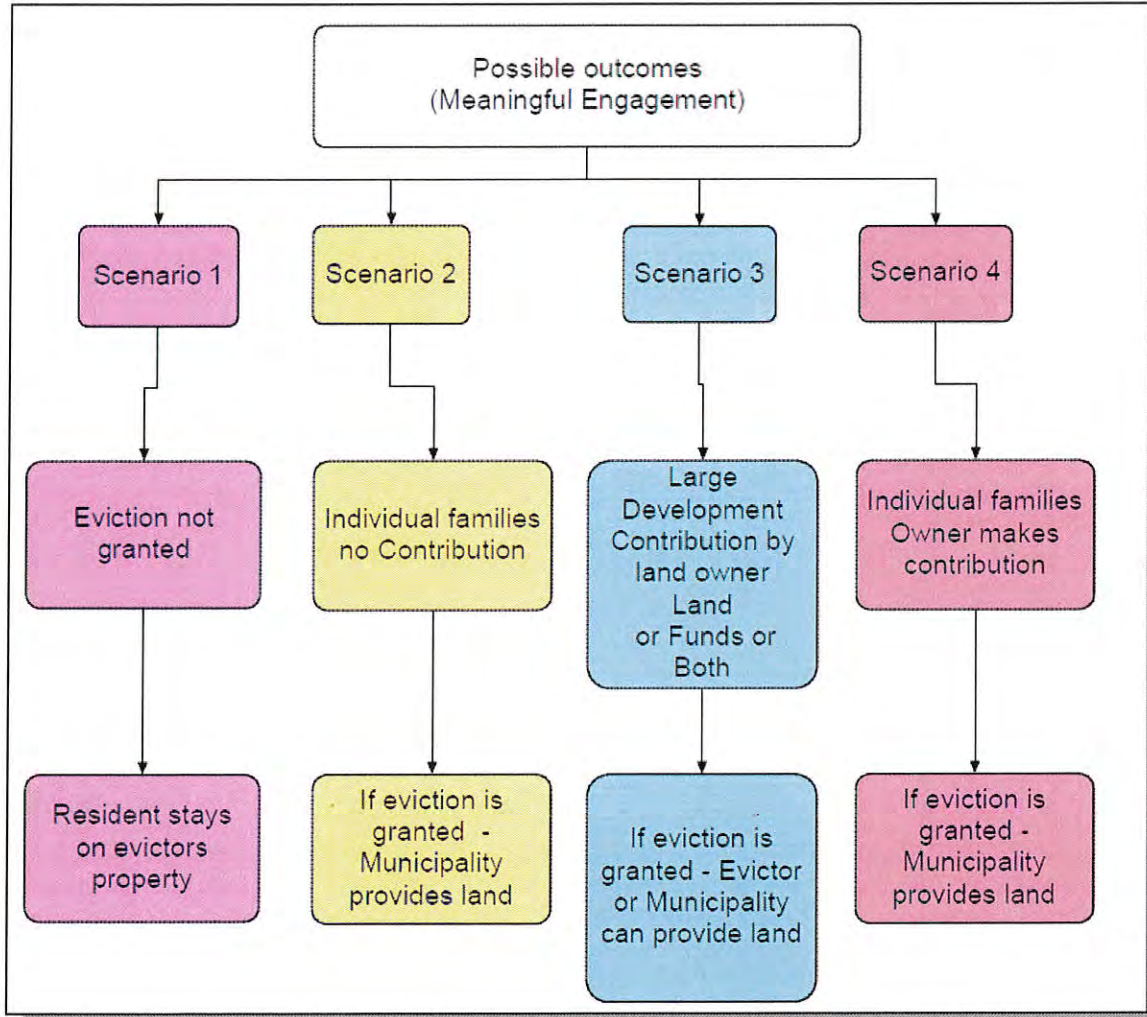 Possible outcomes
(Meaningful Engagement)
Scenario 1
Scenario 2
Scenario 3
Scenario 4
Eviction not
granted
Individual families
no Contribution
Large
Development
Contribution by
land owner
Land
or Funds or
Both
Individual families
Owner makes
contribution
Resident stays
on evictors
property
If eviction is
granted -
Municipality
provides land
If eviction is
granted - Evictor
or Municipality
can provide land
If eviction is
granted -
Municipality
provides land